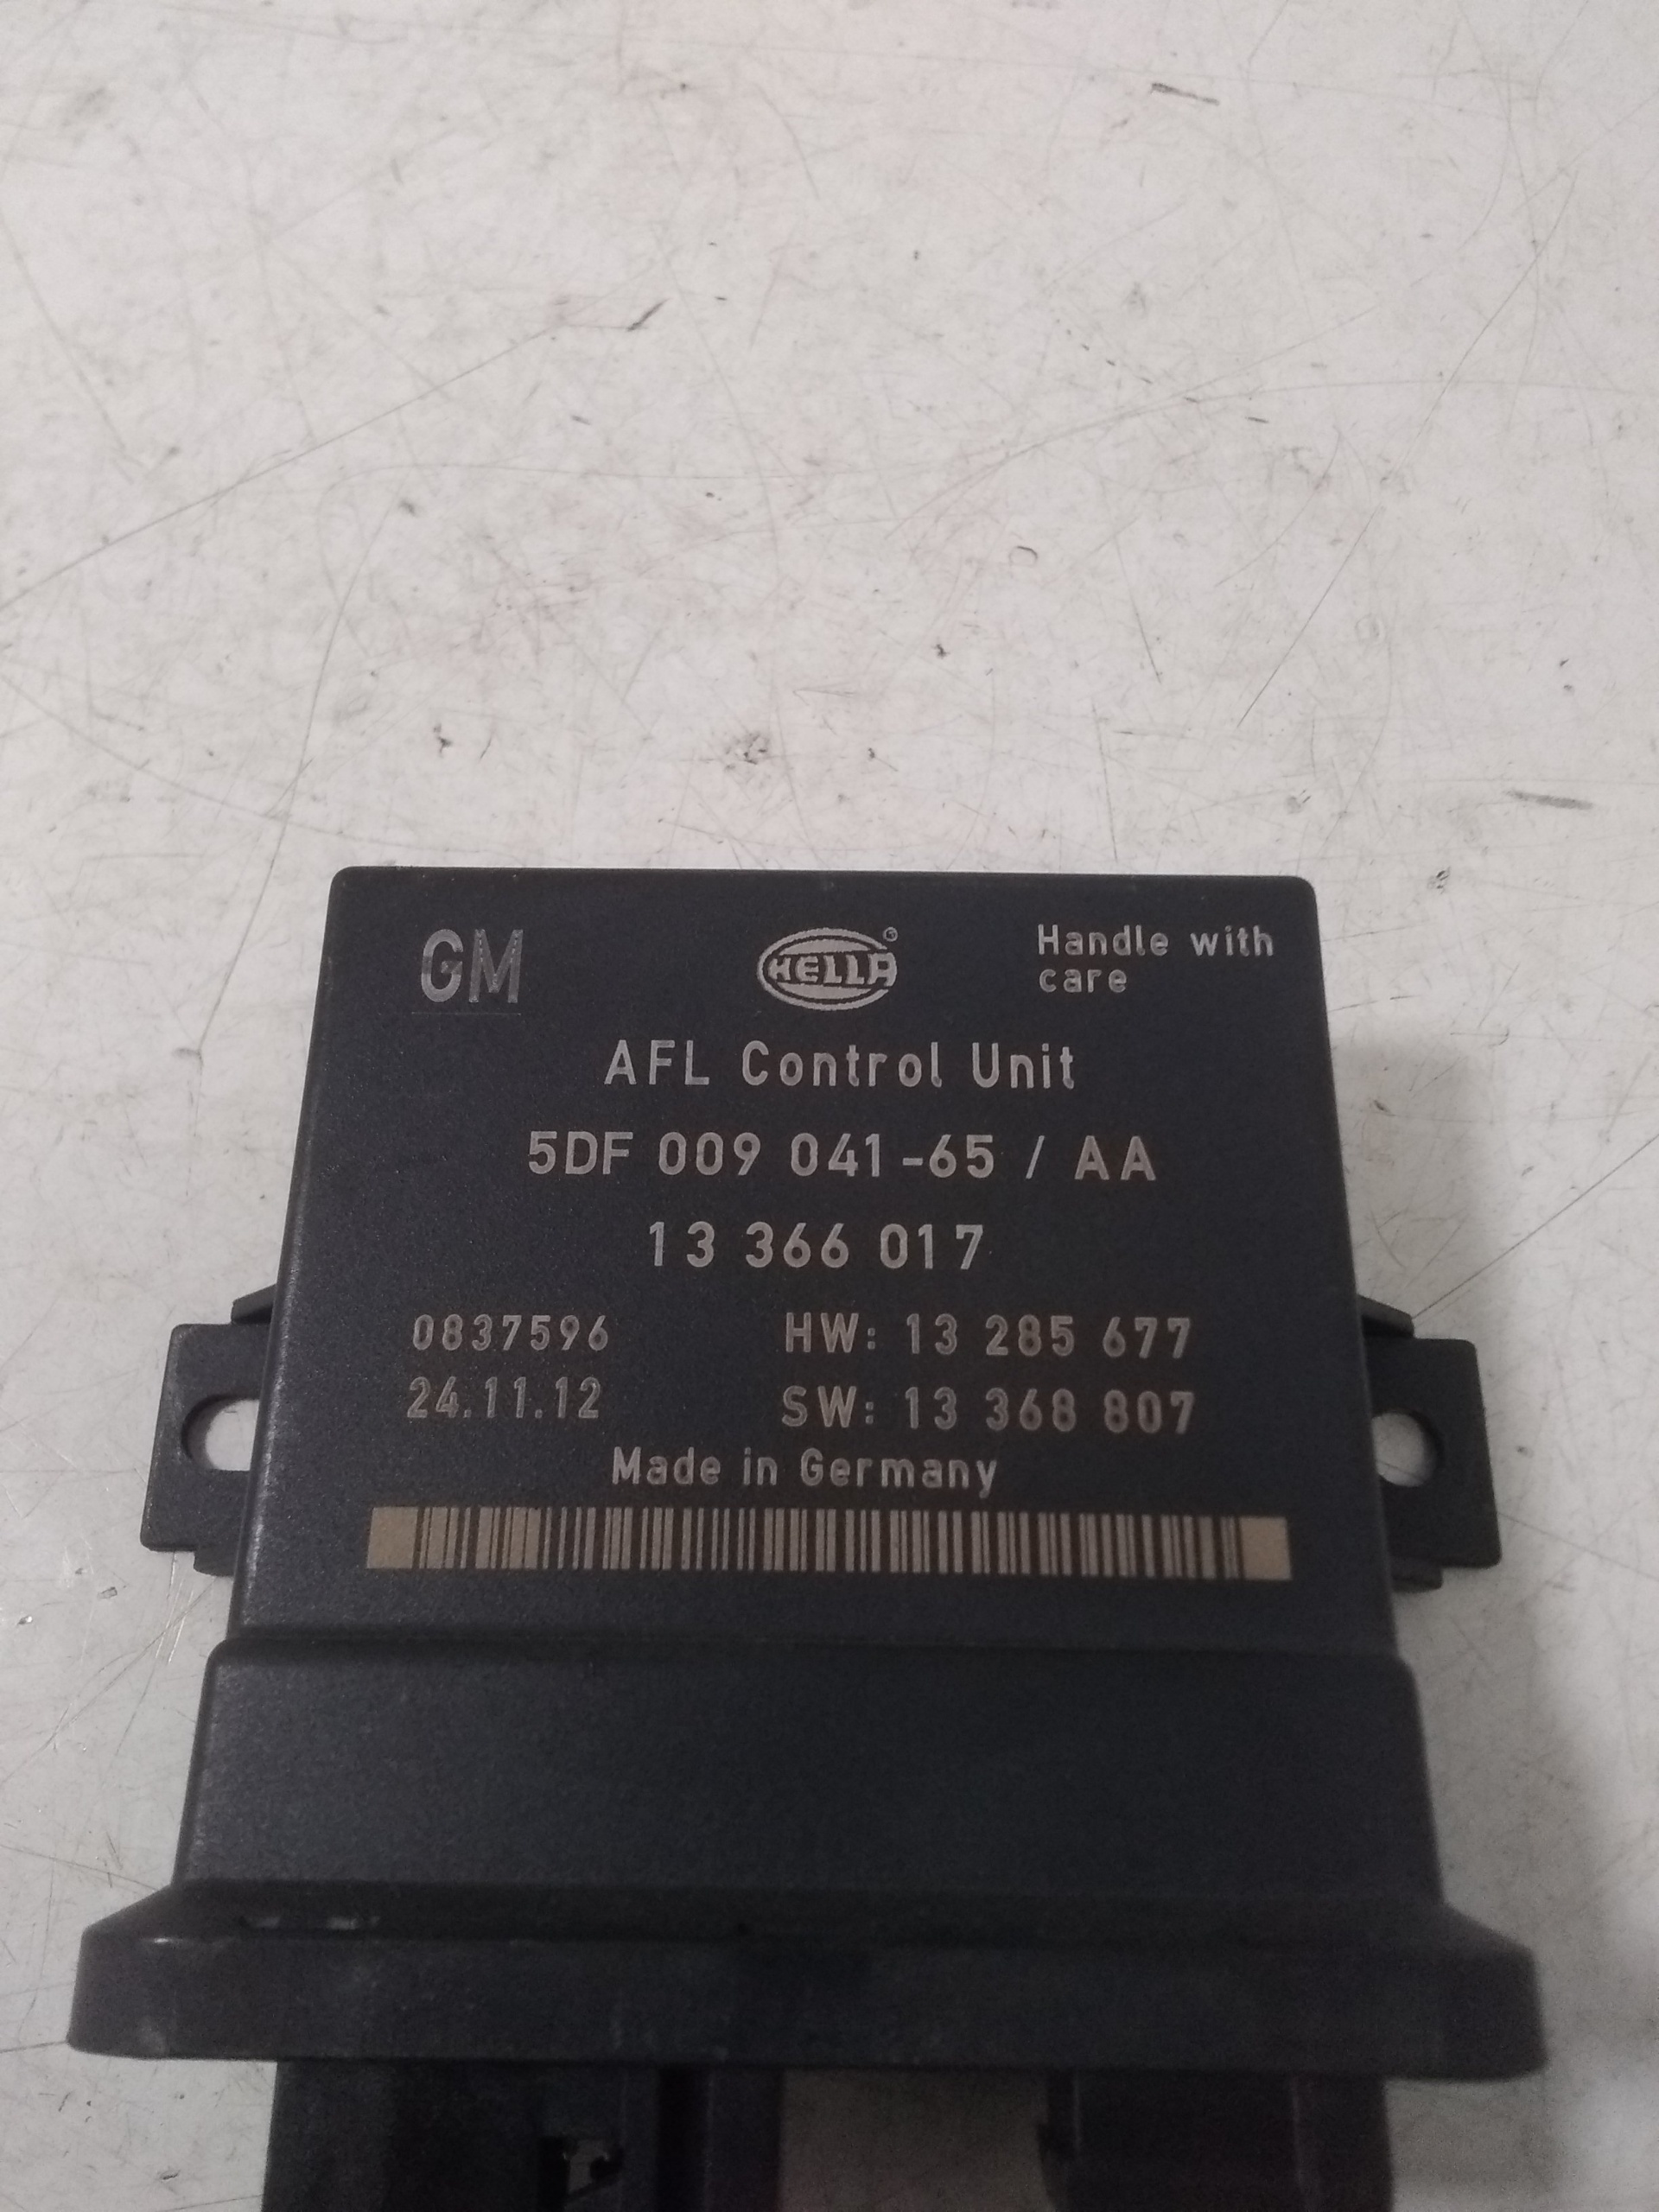 GM
HELLA
Handle with
care
AFL Control Unit
5DF 009 041-65 / AA
13 366 017
0837596
HW: 13 285 677
24.11.12
SW: 13 368 807
Made in Germany